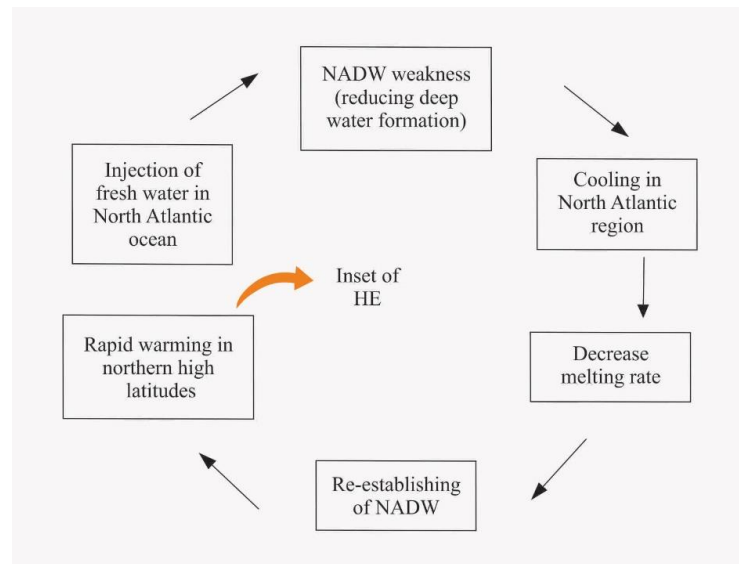 NADW weakness
(reducing deep
water formation)
Cooling in
North Atlantic
region
Decrease
melting rate
Re-establishing
of NADW
Rapid warming in
northern high
latitudes
Injection of
fresh water in
North Atlantic
ocean
Inset of
HE